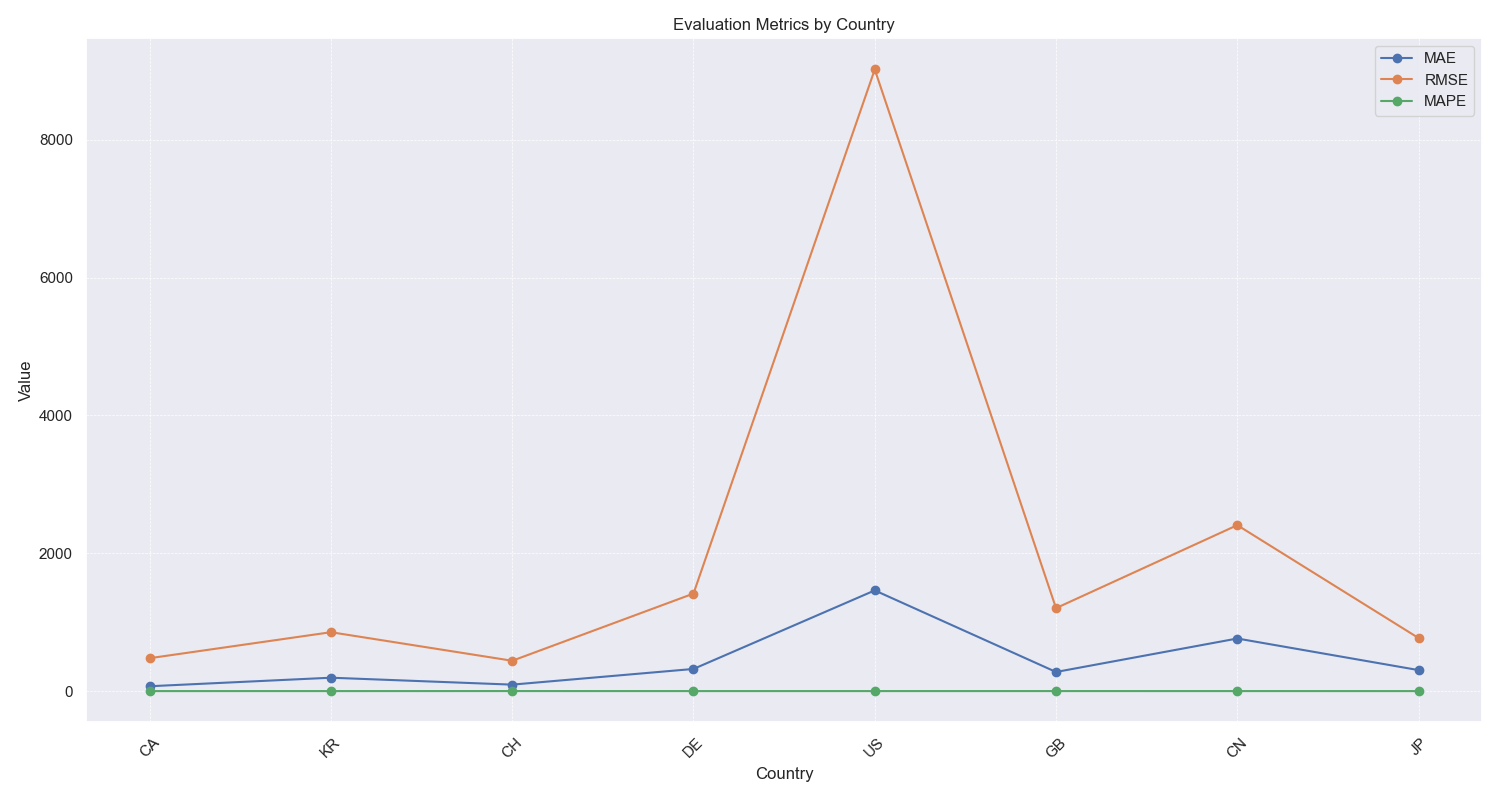 Evaluation Metrics by Country
MAE
RMSE
MAPE
8000
6000
4000
2000
0
Value
CA
KR
CH
DE
US
GB
CN
JP
Country